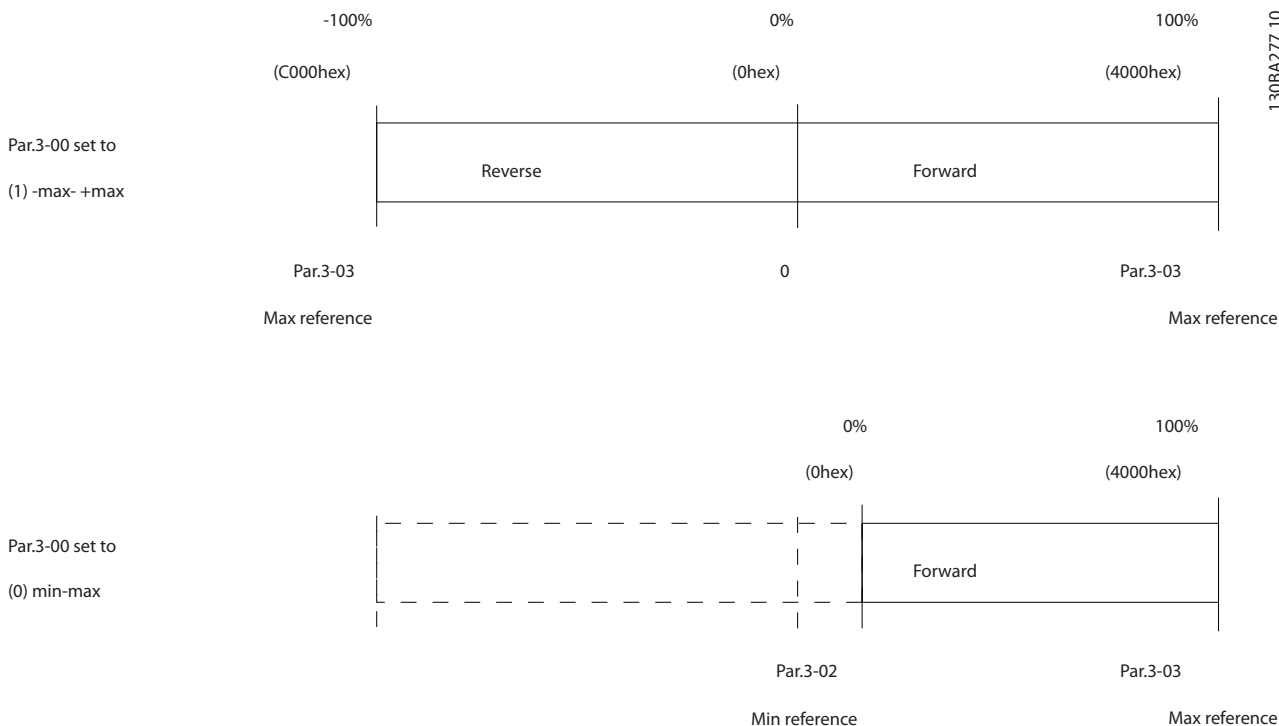 -100% 0% 100%
(C000hex) (0hex) (4000hex)
130BA277.10
Par.3-00 set to
(1) -max- +max
Reverse Forward
Par.3-03 0 Par.3-03
Max reference Max reference
0% 100%
(0hex) (4000hex)
Par.3-00 set to
(0) min-max
Forward
Par.3-02 Par.3-03
Min reference Max reference